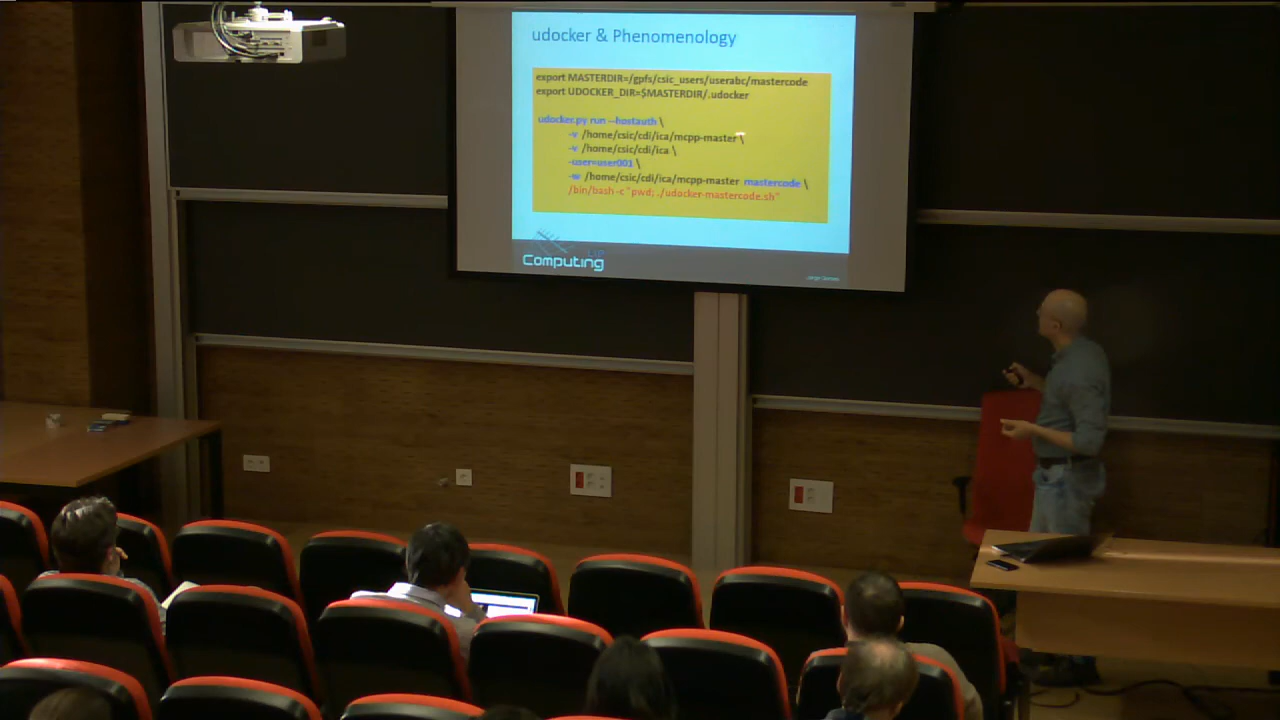 udocker & Phenomenology
export MASTERDIR=/gpfs/csic_users/userabc/mastercode
export UDOCKER_DIR=$MASTERDIR/.udocker
udocker.py run --hostauth \
-v /home/csic/cdi/ica/mcpp-master \
-v /home/csic/cdi/ica \
-user=user001 \
-w /home/csic/cdi/ica/mcpp-master mastercode \
/bin/bash -c "pwd; ./udocker-mastercode.sh"
LIP
Computing